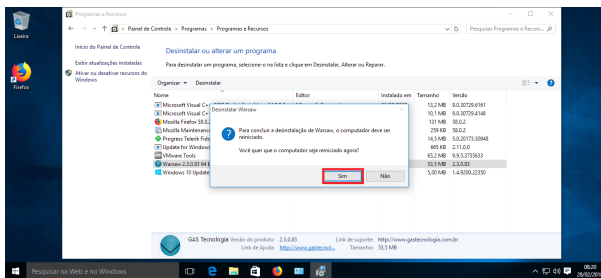 Lixeira
Firefox
Programas e Recursos
Painel de Controle > Programas > Programas e Recursos
Pesquisar Programas e Recurs...
Início do Painel de Controle
Exibir atualizações instaladas
Ativar ou desativar recursos do
Windows
Desinstalar ou alterar um programa
Para desinstalar um programa, selecione-o na lista e clique em Desinstalar, Alterar ou Reparar.
Organizar
Desinstalar
Nome Editor Instalado em Tamanho Versão
Microsoft Visual C+ 13,2 MB 9.0.30729.6161
Microsoft Visual C+ 10,1 MB 9.0.30729.4148
Mozilla Firefox 58.0. 131 MB 58.0.2
Mozilla Maintenanc 259 KB 58.0.2
Progress Telerik Fidd 14,5 MB 5.0.20173.50948
Update for Window 665 KB 2.11.0.0
VMware Tools 65,2 MB 9.9.5.3735633
Warsaw 2.3.0.83 64 b 53,5 MB 2.3.0.83
Windows 10 Update 5,00 MB 1.4.9200.22350
Desinstalar Warsaw
Para concluir a desinstalação de Warsaw, o computador deve ser
reiniciado.
Você quer que o computador seja reiniciado agora?
Sim
Não
GAS Tecnologia Versão do produto: 2.3.0.83 Link de suporte: http://www.gastecnologia.com.br
Link de Ajuda: http://www.gastecnol... Tamanho: 53,5 MB
Pesquisar na Web e no Windows
08:20
28/02/201